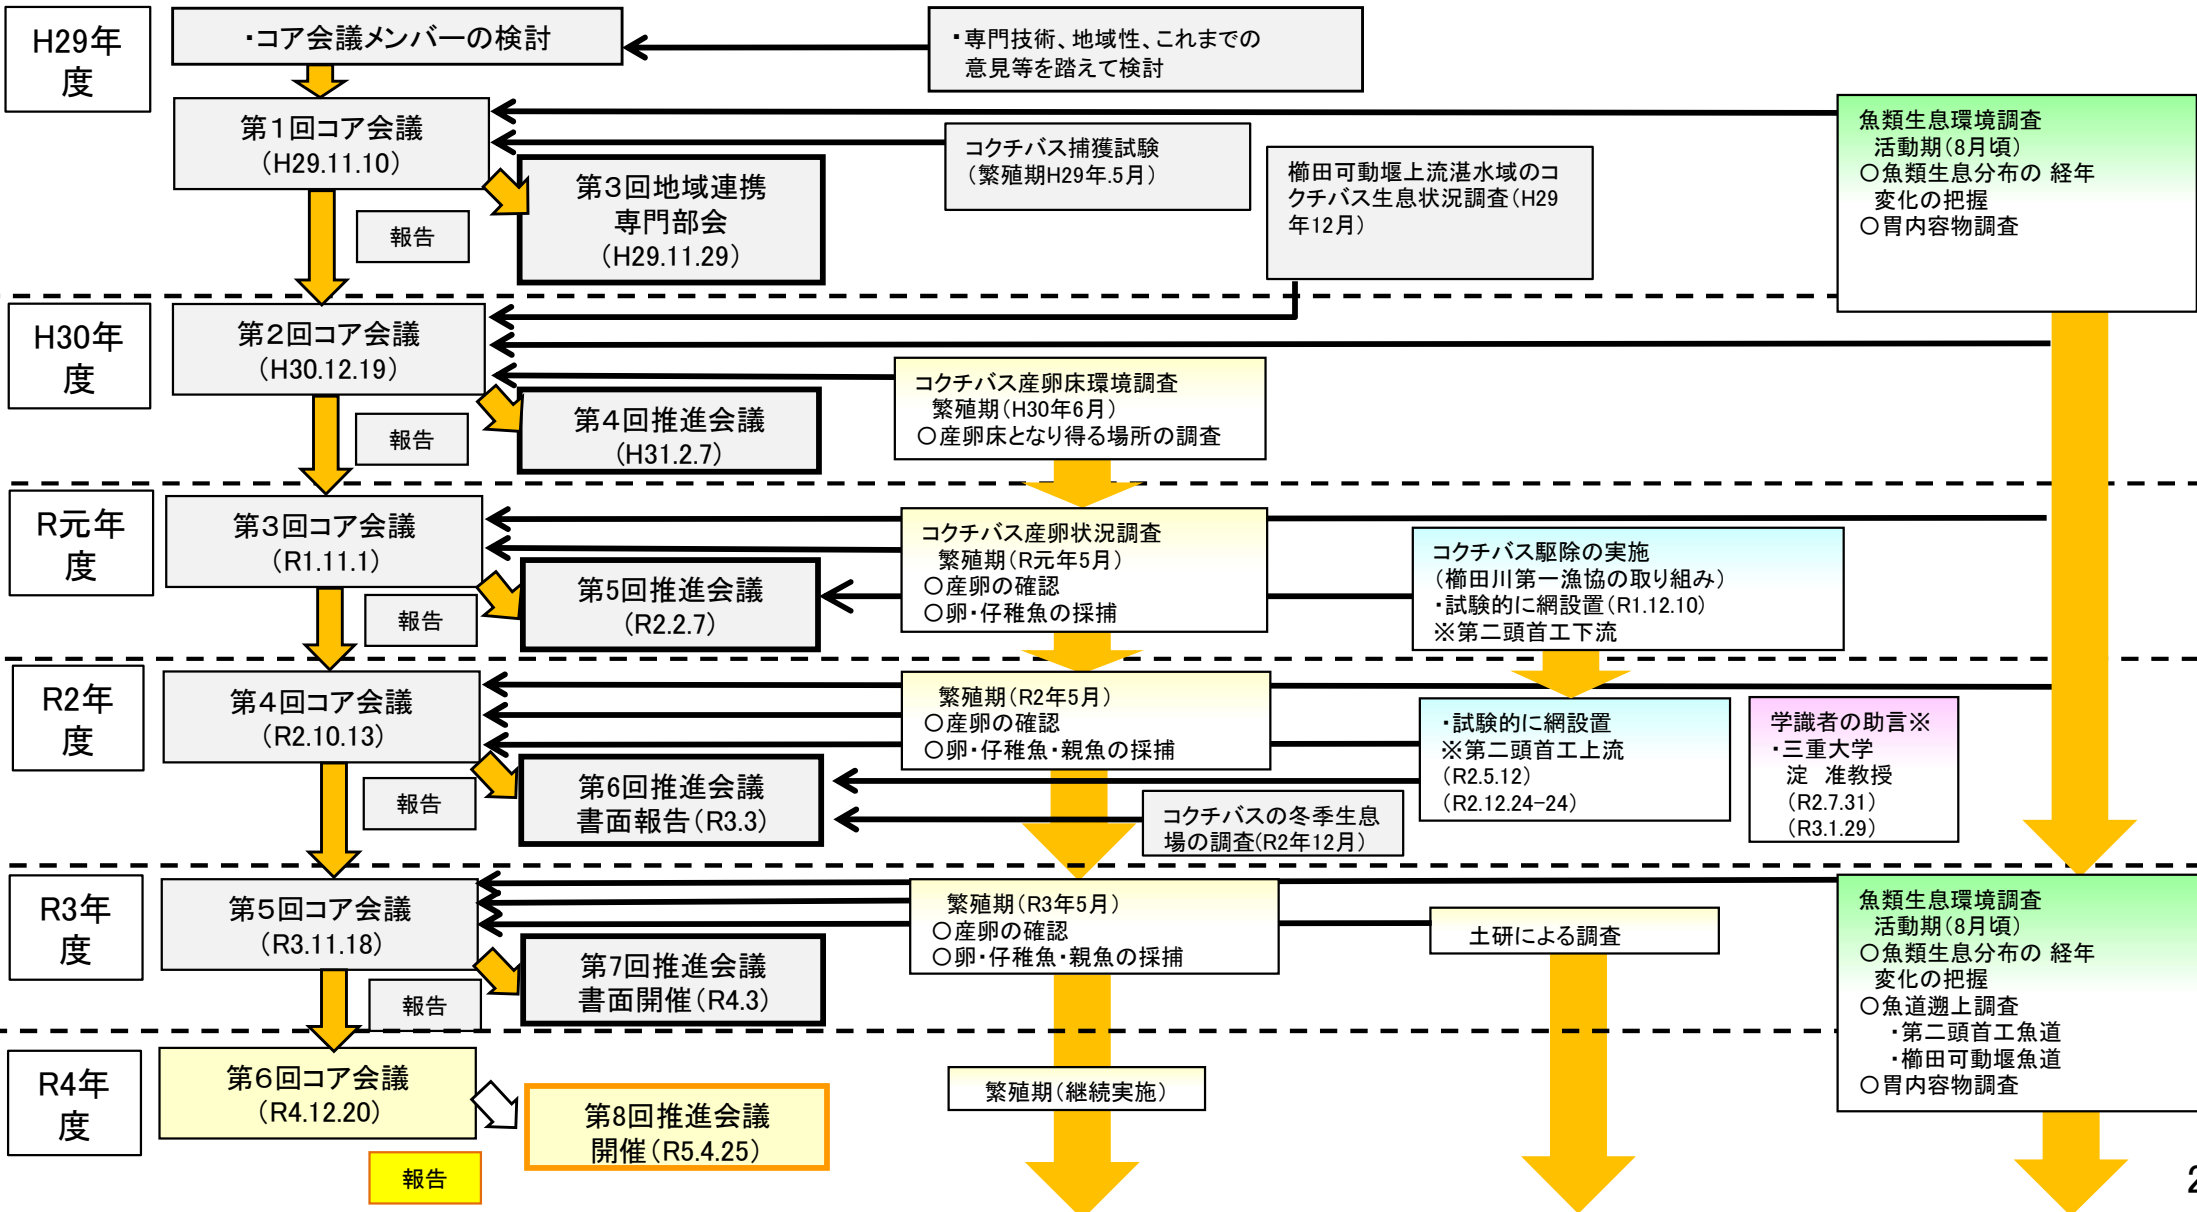 H29年
度
・コア会議メンバーの検討
・専門技術、地域性、これまでの
意見等を踏まえて検討
第1回コア会議
(H29.11.10)
報告
第3回地域連携
専門部会
(H29.11.29)
コクチバス捕獲試験
(繁殖期H29年.5月)
櫛田可動堰上流湛水域のコ
クチバス生息状況調査(H29
年12月)
魚類生息環境調査
活動期(8月頃)
○魚類生息分布の 経年
変化の把握
○胃内容物調査
H30年
度
第2回コア会議
(H30.12.19)
報告
第4回推進会議
(H31.2.7)
コクチバス産卵床環境調査
繁殖期(H30年6月)
○産卵床となり得る場所の調査
R元年
度
第3回コア会議
(R1.11.1)
報告
第5回推進会議
(R2.2.7)
コクチバス産卵状況調査
繁殖期(R元年5月)
○産卵の確認
○卵・仔稚魚の採捕
コクチバス駆除の実施
(櫛田川第一漁協の取り組み)
・試験的に網設置(R1.12.10)
※第二頭首工下流
R2年
度
第4回コア会議
(R2.10.13)
報告
第6回推進会議
書面報告(R3.3)
繁殖期(R2年5月)
○産卵の確認
○卵・仔稚魚・親魚の採捕
コクチバスの冬季生息
場の調査(R2年12月)
・試験的に網設置
※第二頭首工上流
(R2.5.12)
(R2.12.24-24)
学識者の助言※
・三重大学
淀 准教授
(R2.7.31)
(R3.1.29)
R3年
度
第5回コア会議
(R3.11.18)
報告
第7回推進会議
書面開催(R4.3)
繁殖期(R3年5月)
○産卵の確認
○卵・仔稚魚・親魚の採捕
土研による調査
魚類生息環境調査
活動期(8月頃)
○魚類生息分布の 経年
変化の把握
○魚道遡上調査
・第二頭首工魚道
・櫛田可動堰魚道
○胃内容物調査
R4年
度
第6回コア会議
(R4.12.20)
報告
第8回推進会議
開催(R5.4.25)
繁殖期(継続実施)
2